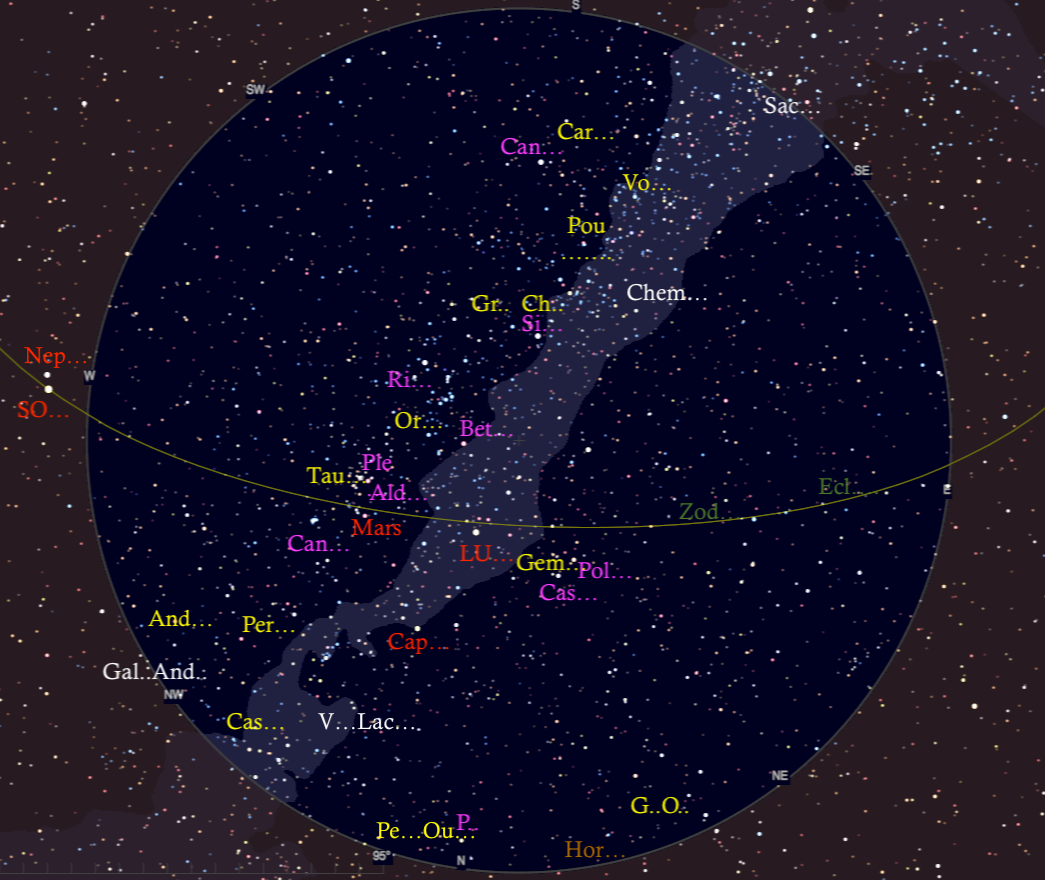 S
SW
Sac...
Car...
Can...
SE
Vo...
Pou
.......
Chem...
Gr.. Ch..
Si...
Nep...
W
Ri...
SO...
Or...
Bet...
Ple
Tau...
Ald...
Ecl.....
E
Zod...
Mars
Can...
LU...
Gem...
Pol...
Cas...
And...
Per...
Cap...
Gal..And..
NW
Cas...
V...Lac....
NE
G..O..
P..
Pe...Ou...
Hor...
95°
N